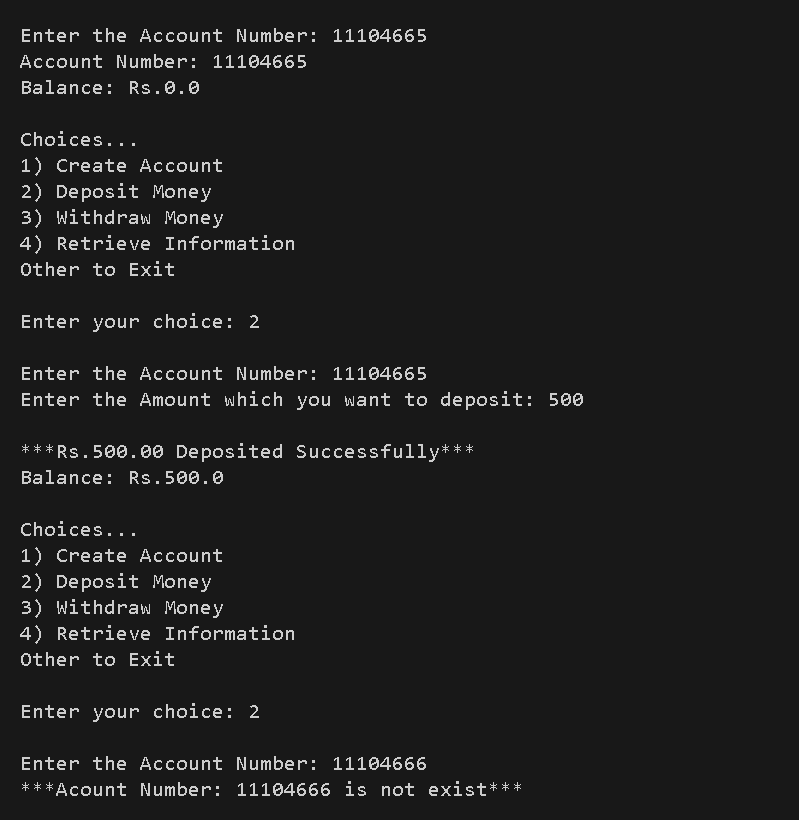 Enter the Account Number: 11104665
Account Number: 11104665
Balance: Rs.0.0
Choices...
1) Create Account
2) Deposit Money
3) Withdraw Money
4) Retrieve Information
Other to Exit
Enter your choice: 2
Enter the Account Number: 11104665
Enter the Amount which you want to deposit: 500
***Rs.500.00 Deposited Successfully***
Balance: Rs.500.0
Choices...
1) Create Account
2) Deposit Money
3) Withdraw Money
4) Retrieve Information
Other to Exit
Enter your choice: 2
Enter the Account Number: 11104666
***Acount Number: 11104666 is not exist***